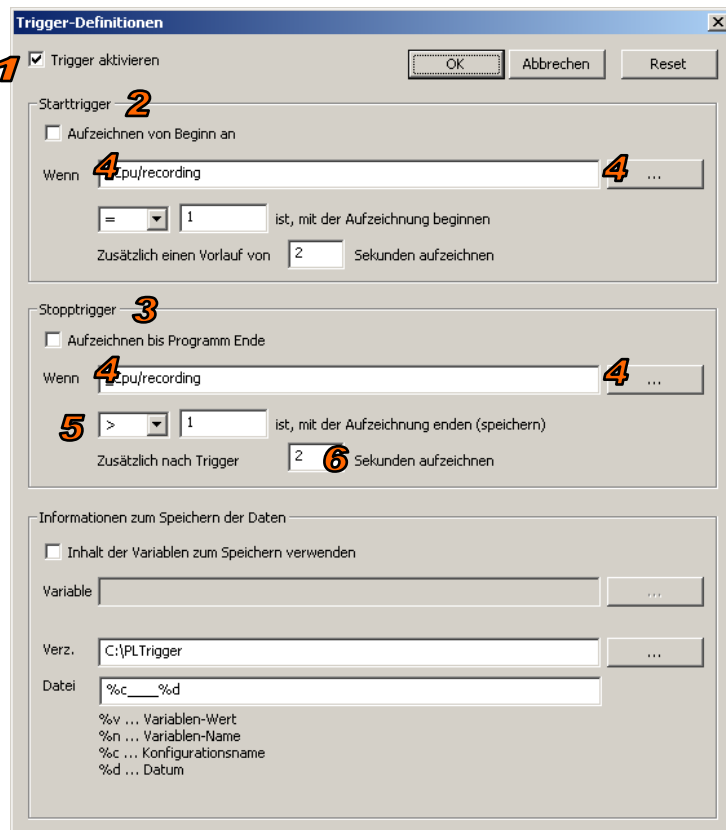 Trigger-Definitionen
1 Trigger aktivieren OK Abbrechen Reset
Starttrigger 2
Aufzeichnen von Beginn an
Wenn 4 Cpu/recording 4 ...
= 1 ist, mit der Aufzeichnung beginnen
Zusätzlich einen Vorlauf von 2 Sekunden aufzeichnen
Stopptrigger 3
Aufzeichnen bis Programm Ende
Wenn 4 Cpu/recording 4 ...
5 > 1 ist, mit der Aufzeichnung enden (speichern)
Zusätzlich nach Trigger 2 6 Sekunden aufzeichnen
Informationen zum Speichern der Daten
Inhalt der Variablen zum Speichern verwenden
Variable ...
Verz. C:\PLTrigger ...
Datei %c____%d
%v ... Variablen-Wert
%n ... Variablen-Name
%c ... Konfigurationsname
%d ... Datum